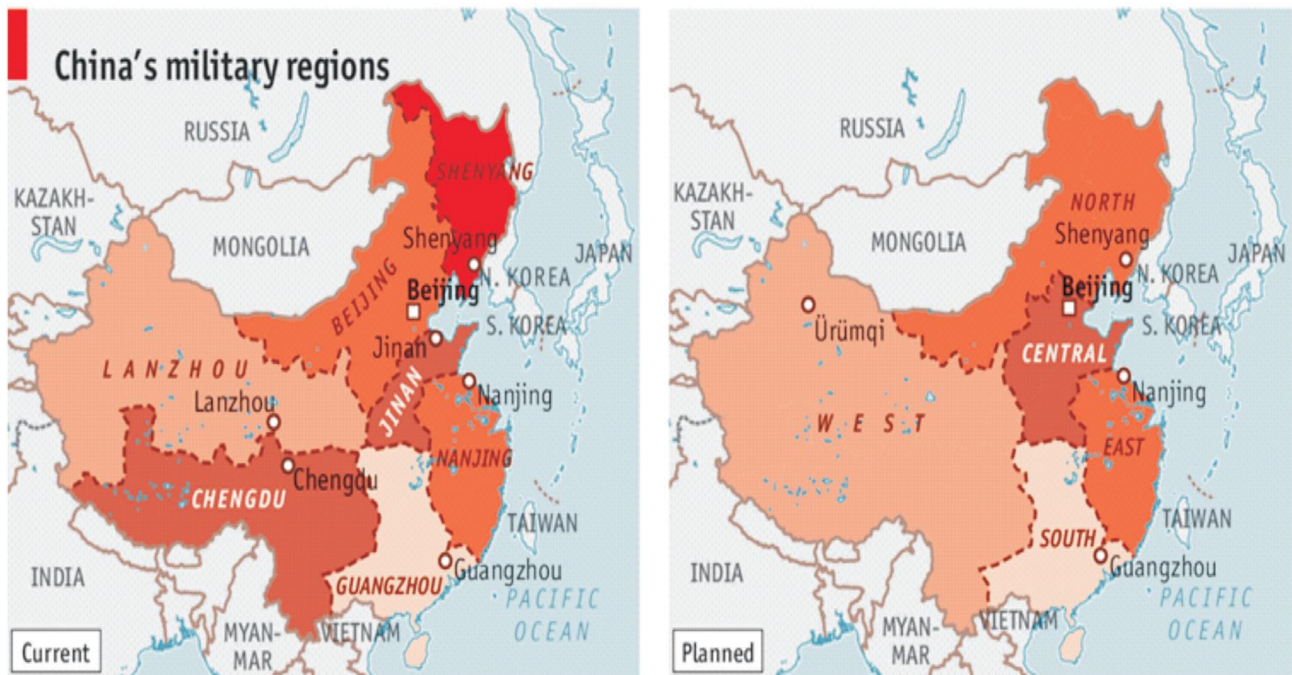 China's military regions
RUSSIA
KAZAKH-
STAN
MONGOLIA
SHENYANG
Shenyang
N. KOREA
JAPAN
BEIJING
Beijing
S. KOREA
Jinan
LANZHOU
JINAN
Nanjing
Lanzhou
NANJING
Chengdu
CHENGDU
TAIWAN
INDIA
GUANGZHOU
Guangzhou
PACIFIC
OCEAN
MYAN-
MAR
VIETNAM
Current
RUSSIA
KAZAKH-
STAN
MONGOLIA
NORTH
Shenyang
N. KOREA
JAPAN
Beijing
Ürümqi
S. KOREA
CENTRAL
Nanjing
WEST
EAST
TAIWAN
SOUTH
INDIA
Guangzhou
PACIFIC
OCEAN
MYAN-
MAR
VIETNAM
Planned